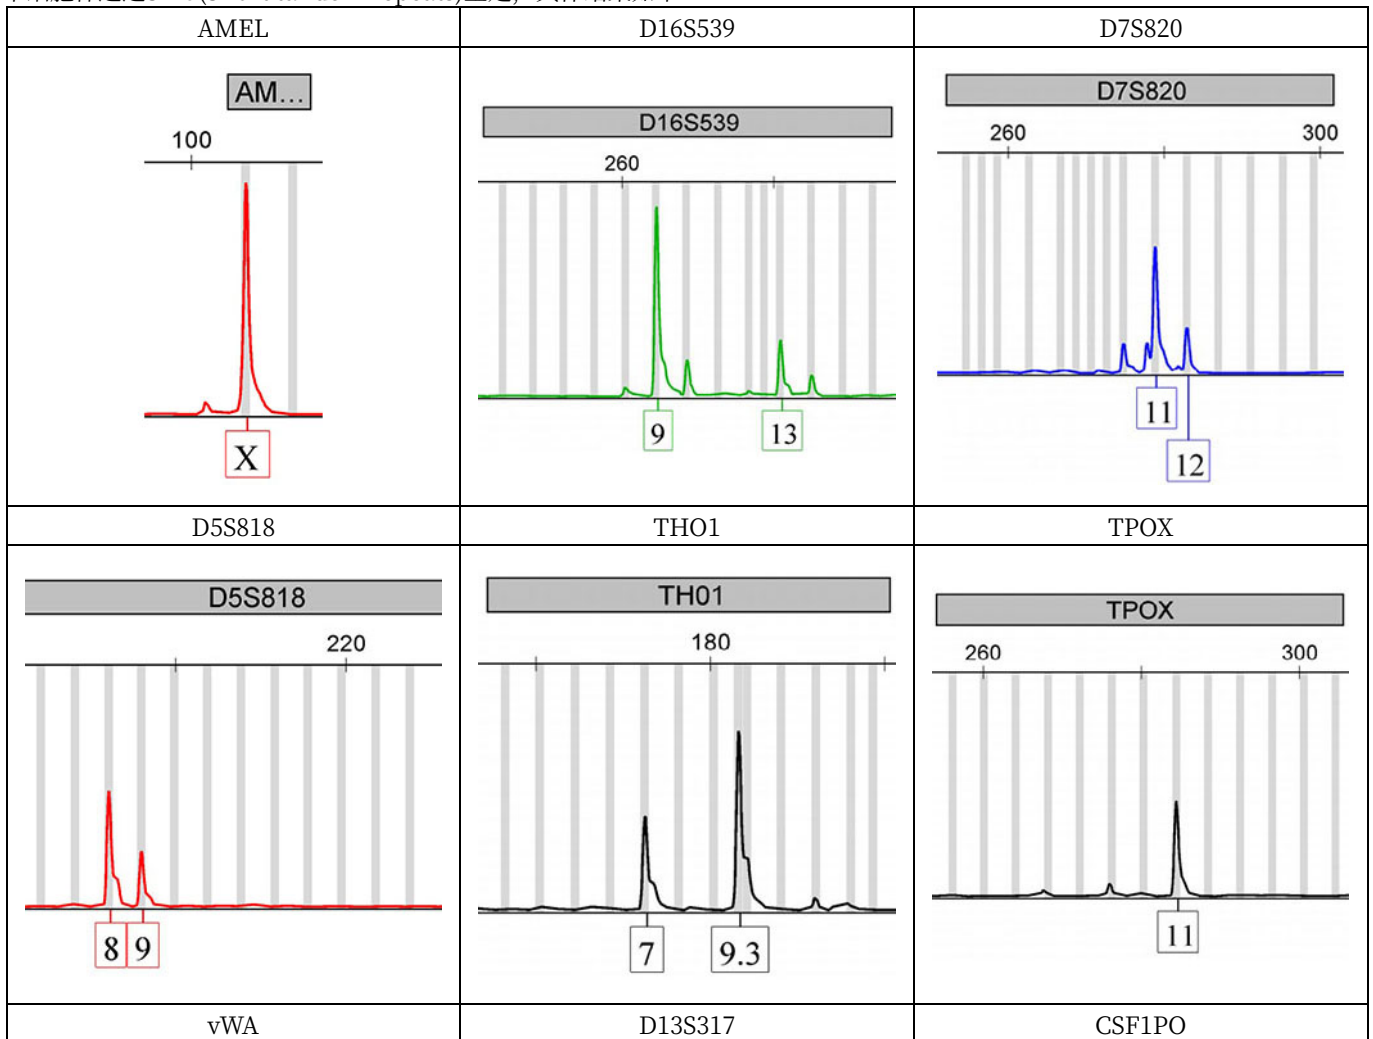 AMEL D16S539 D7S820
AM...
100
X
D16S539
260
9 13
D7S820
260 300
11
12
D5S818 THO1 TPOX
D5S818
220
8 9
TH01
180
7 9.3
TPOX
260 300
11
vWA D13S317 CSF1PO